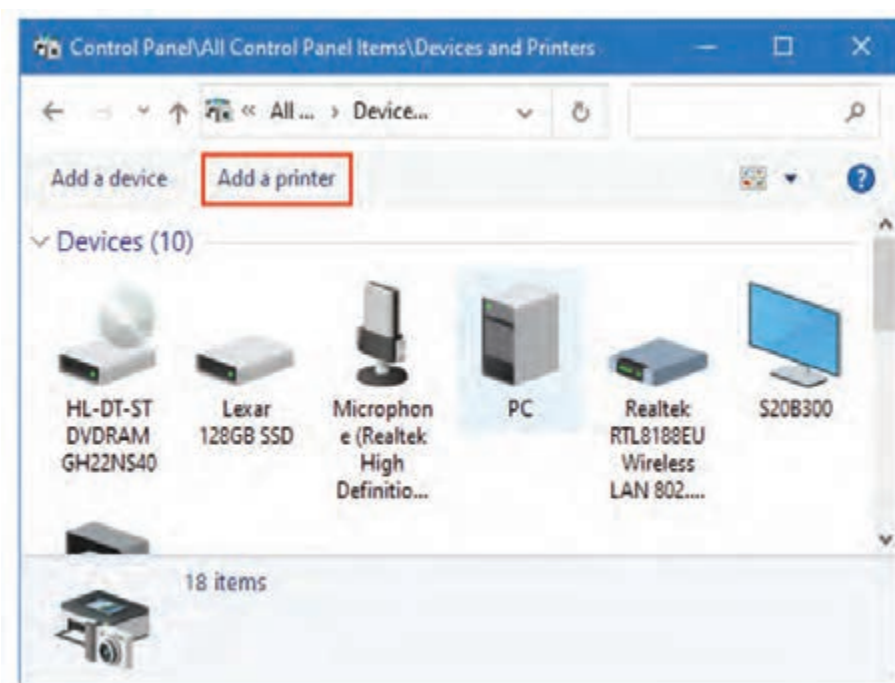 Control Panel\All Control Panel Items\Devices and Printers
« All ... › Device...
Add a device Add a printer
Devices (10)
HL-DT-ST
DVDRAM
GH22NS40
Lexar
128GB SSD
Microphon
e (Realtek
High
Definitio...
PC
Realtek
RTL8188EU
Wireless
LAN 802....
S20B300
18 items